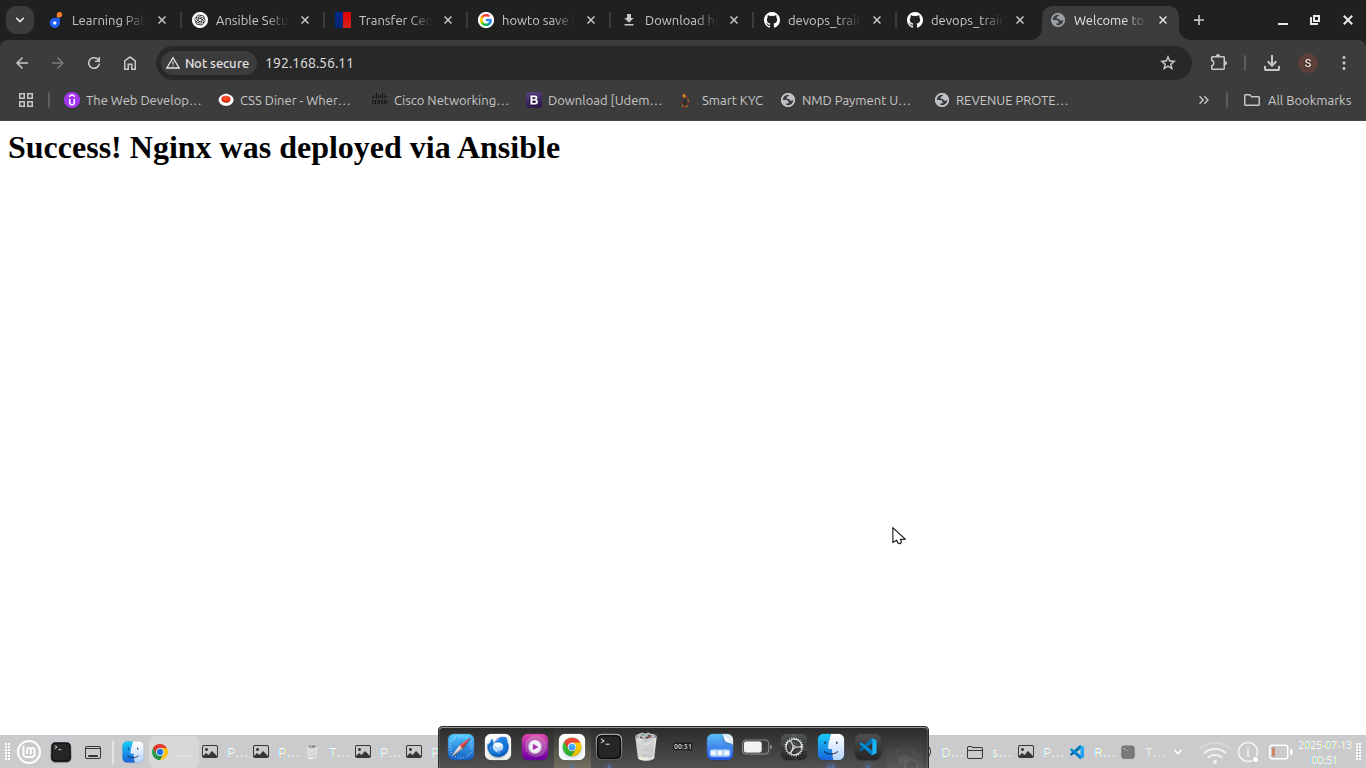 Learning Pat
Ansible Setu
Transfer Cer
howto save
Download h
devops_trai
devops_trai
Welcome to
Not secure
192.168.56.11
S
The Web Develop...
CSS Diner - Wher...
Cisco Networking...
Download [Udem...
Smart KYC
NMD Payment U...
REVENUE PROTE...
All Bookmarks
Success! Nginx was deployed via Ansible
...
P...
P...
T...
P...
P...
00:51
D...
s...
P...
R...
T...
2025-07-13
00:51